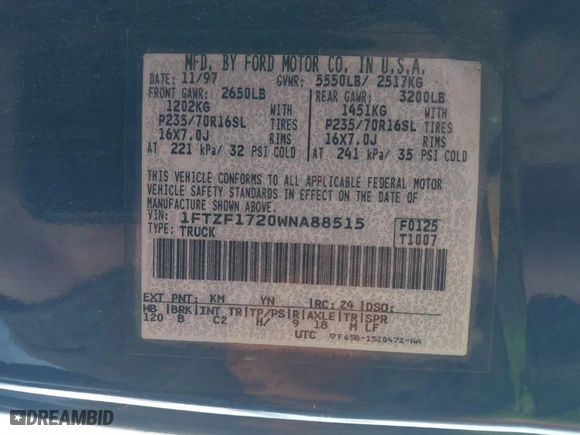 MFD. BY FORD MOTOR CO. IN U.S.A.
DATE: 11/97 GVWR: 5550LB/ 2517KG
FRONT GAWR: 2650LB REAR GAWR: 3200LB
1202KG WITH 1451KG WITH
P235/70R16SL TIRES P235/70R16SL TIRES
16X7.0J RIMS 16X7.0J RIMS
AT 221 kPa/ 32 PSI COLD AT 241 kPa/ 35 PSI COLD
THIS VEHICLE CONFORMS TO ALL APPLICABLE FEDERAL MOTOR
VEHICLE SAFETY STANDARDS IN EFFECT ON THE DATE OF
MANUFACTURE SHOWN ABOVE.
VIN: 1FTZF1720WNA88515 F0125
TYPE: TRUCK T1007
EXT PNT: KM YN RC: 24 DSO:
WB BRK INT TR TP/PS R AXLE TR SPR
120 B C2 H/ 9 18 M LF
UTC F65B-1520472-AA
DREAMBID